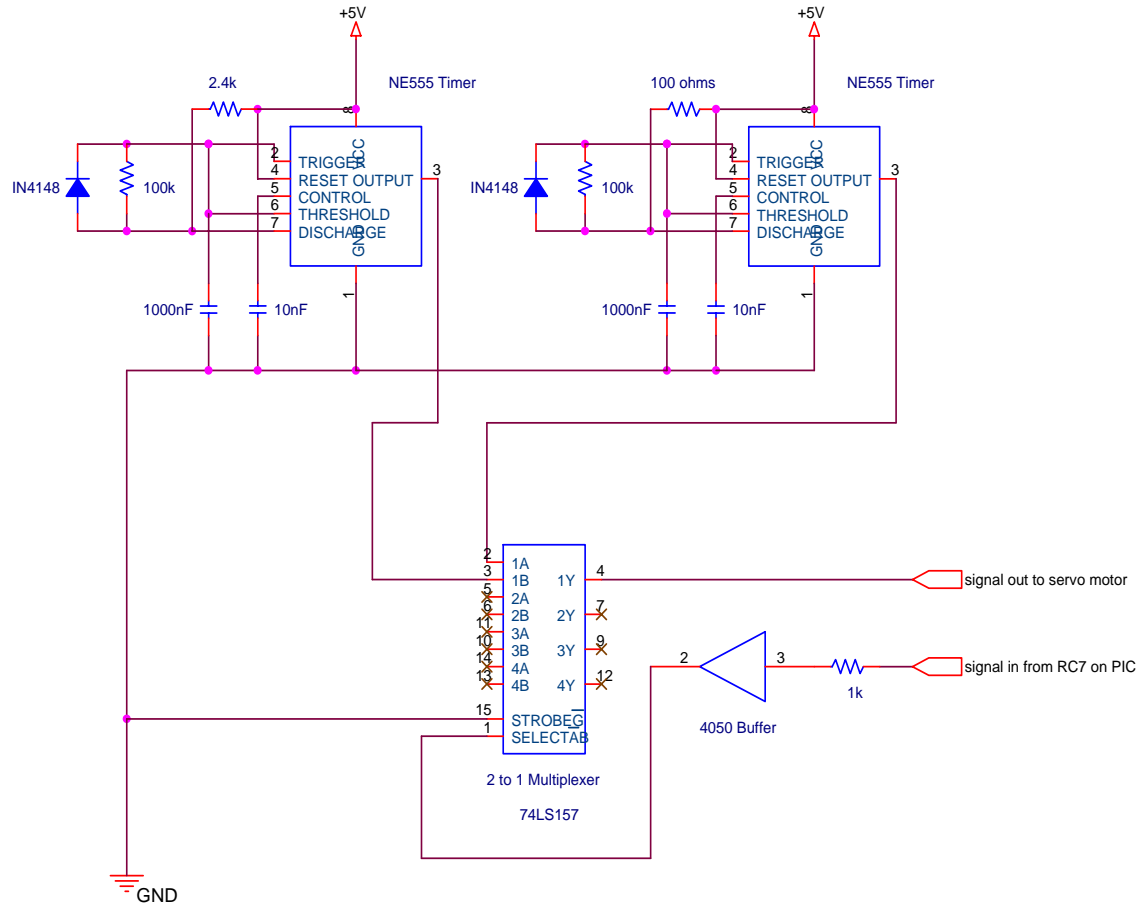 +5V
+5V
2.4k
NE555 Timer
100 ohms
NE555 Timer
8
VCC
2
TRIGGER
4
RESET OUTPUT
3
5
CONTROL
6
THRESHOLD
7
DISCHARGE
GND
1
IN4148
100k
1000nF
10nF
8
VCC
2
TRIGGER
4
RESET OUTPUT
3
5
CONTROL
6
THRESHOLD
7
DISCHARGE
GND
1
IN4148
100k
1000nF
10nF
2
1A
3
1B
1Y
4
5
2A
6
2B
2Y
7
11
3A
10
3B
3Y
9
14
4A
13
4B
4Y
12
15
STROBEG
1
SELECTAB
2 to 1 Multiplexer
74LS157
signal out to servo motor
2
3
1k
signal in from RC7 on PIC
4050 Buffer
GND